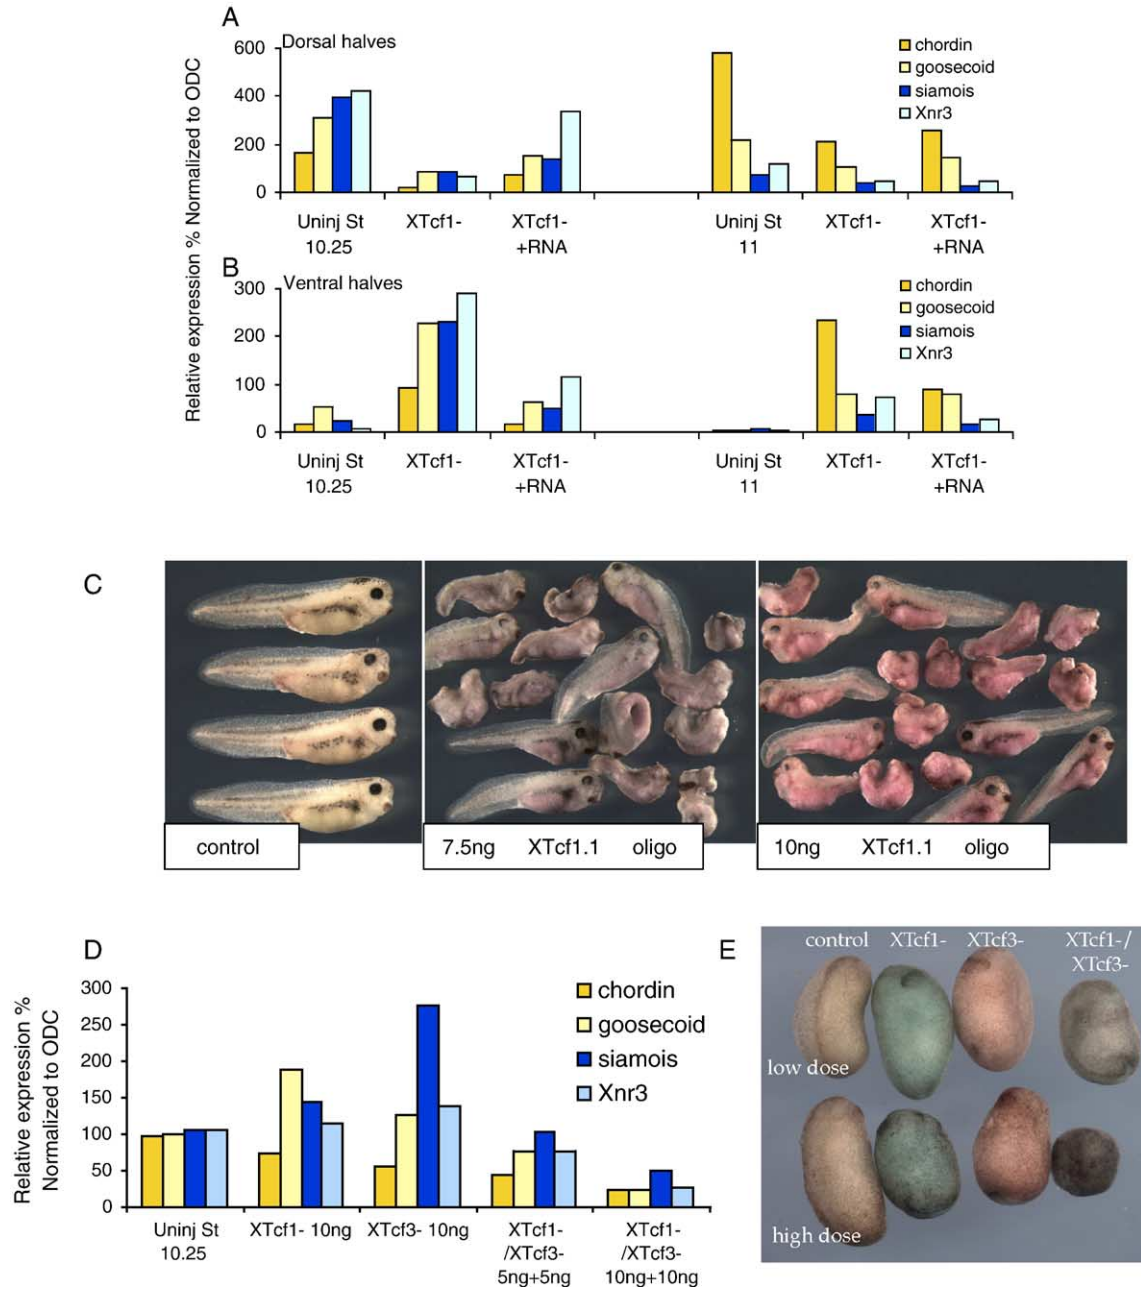 A
Dorsal halves
600
400
200
0
chordin
goosecoid
siamois
Xnr3
Uninj St
10.25
XTcf1-
XTcf1-
+RNA
Uninj St
11
XTcf1-
XTcf1-
+RNA
Relative expression % Normalized to ODC
B
Ventral halves
300
200
100
0
chordin
goosecoid
siamois
Xnr3
Uninj St
10.25
XTcf1-
XTcf1-
+RNA
Uninj St
11
XTcf1-
XTcf1-
+RNA
C
control
7.5ng XTcf1.1 oligo
10ng XTcf1.1 oligo
D
Relative expression %
Normalized to ODC
300
250
200
150
100
50
0
chordin
goosecoid
siamois
Xnr3
Uninj St
10.25
XTcf1- 10ng
XTcf3- 10ng
XTcf1-
/XTcf3-
5ng+5ng
XTcf1-
/XTcf3-
10ng+10ng
E
control
XTcf1-
XTcf3-
XTcf1-/
XTcf3-
low dose
high dose